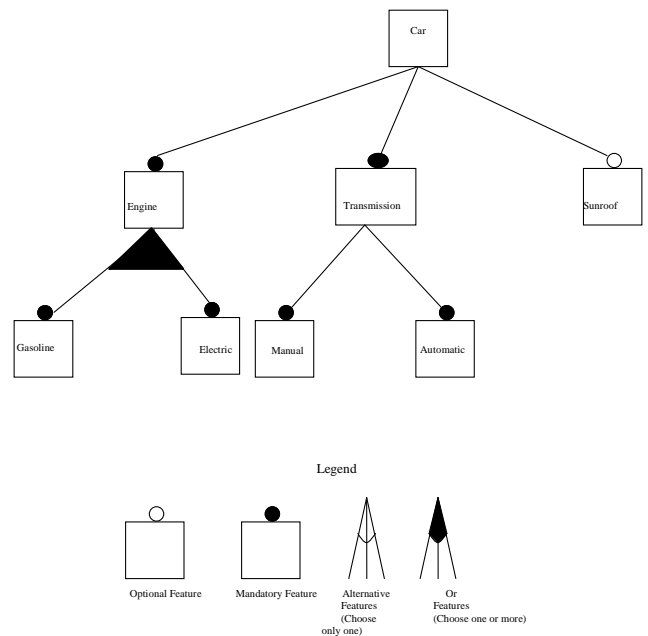 Car
Engine
Transmission
Sunroof
Gasoline
Electric
Manual
Automatic
Legend
Optional Feature
Mandatory Feature
Alternative
Features
(Choose
only one)
Or
Features
(Choose one or more)